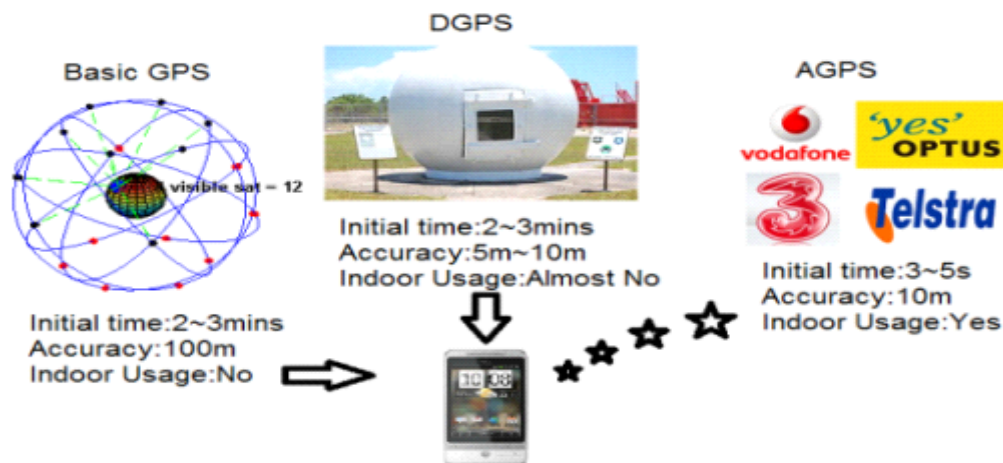 DGPS
Basic GPS
AGPS
visible sat = 12
vodafone
'yes'
OPTUS
3
Telstra
Initial time:2~3mins
Accuracy:5m~10m
Indoor Usage:Almost No
Initial time:3~5s
Accuracy:10m
Indoor Usage:Yes
Initial time:2~3mins
Accuracy:100m
Indoor Usage:No
10 08